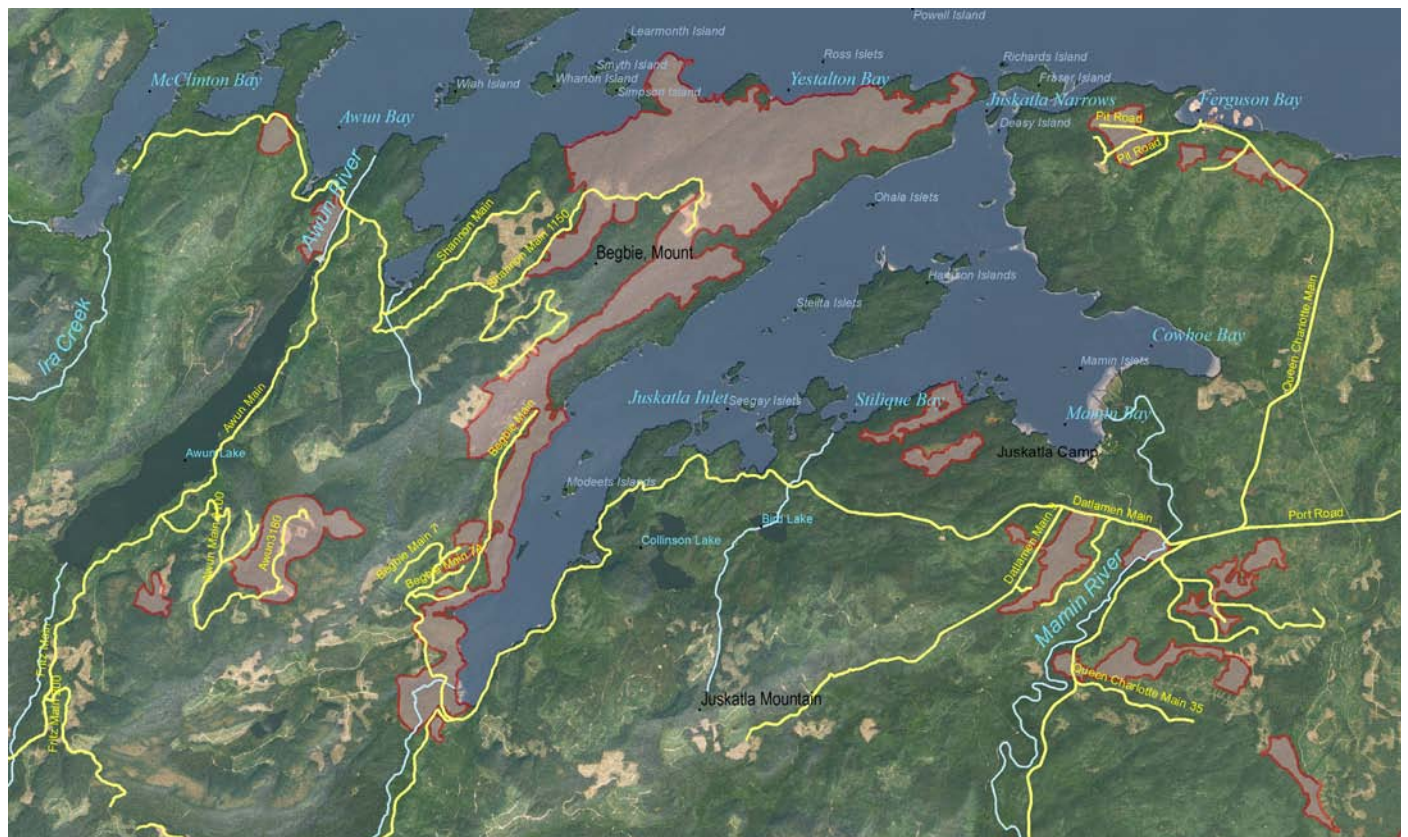 Powell Island
Learmonth Island
Ross Islets
Richards Island
Smyth Island
McClinton Bay
Wiah Island
Wharton Island
Yestalton Bay
Fraser Island
Simpson Island
Juskatla Narrows
Ferguson Bay
Awun Bay
Pit Road
Deasy Island
Pit Road
Awun River
Ohala Islets
Shannon Main
Shannon Main 1150
Begbie, Mount
Harrison Islands
Stelita Islets
Ira Creek
Cowhoe Bay
Mamin Islets
Queen Charlotte Main
Juskatla Inlet
Seegay Islets
Stilique Bay
Mamin Bay
Awun Main
Begbie Main
Awun Lake
Juskatla Camp
Modeets Islands
Datlamen Main
Port Road
Bird Lake
Collinson Lake
Awun3180
Begbie Main 7
Begbie Main 7A
Mamin River
Queen Charlotte Main 35
Juskatla Mountain